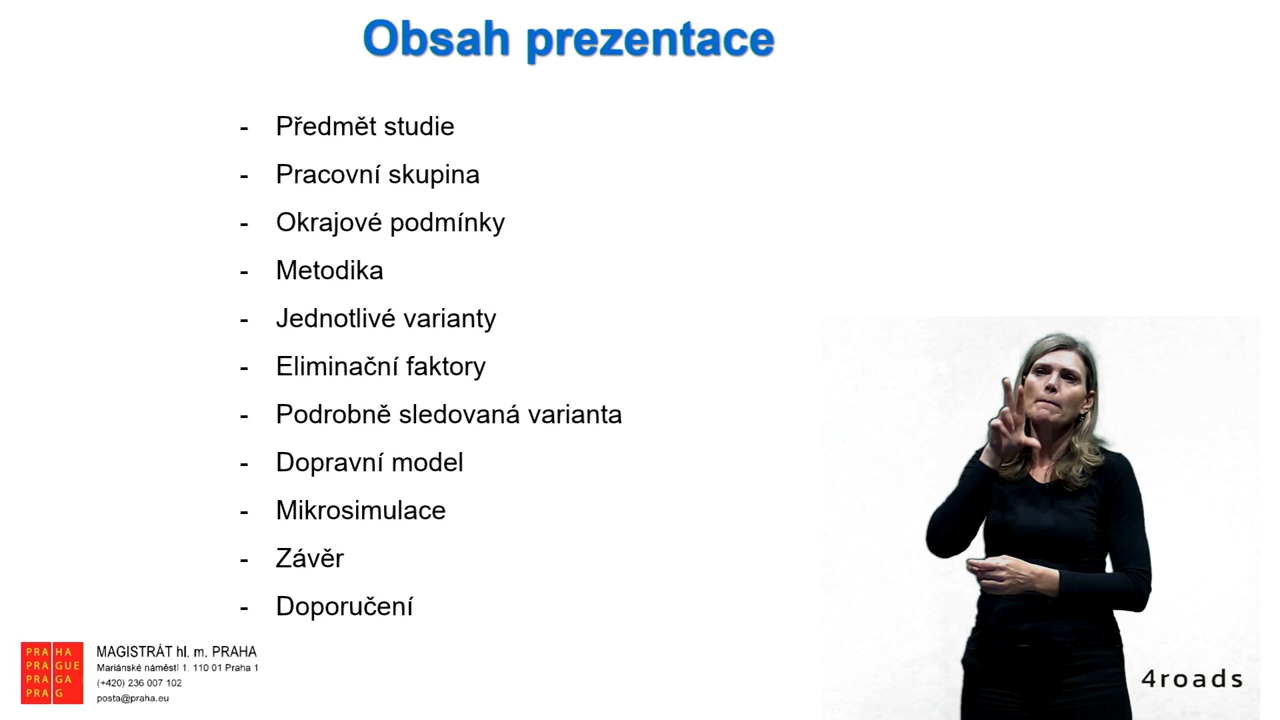 Obsah prezentace
- Předmět studie
- Pracovní skupina
- Okrajové podmínky
- Metodika
- Jednotlivé varianty
- Eliminační faktory
- Podrobně sledovaná varianta
- Dopravní model
- Mikrosimulace
- Závěr
- Doporučení
PRA HA
PRA GUE
PRA GA
PRA G
MAGISTRÁT hl. m. PRAHA
Mariánské náměstí 1, 110 01 Praha 1
(+420) 236 007 102
posta@praha.eu
4roads